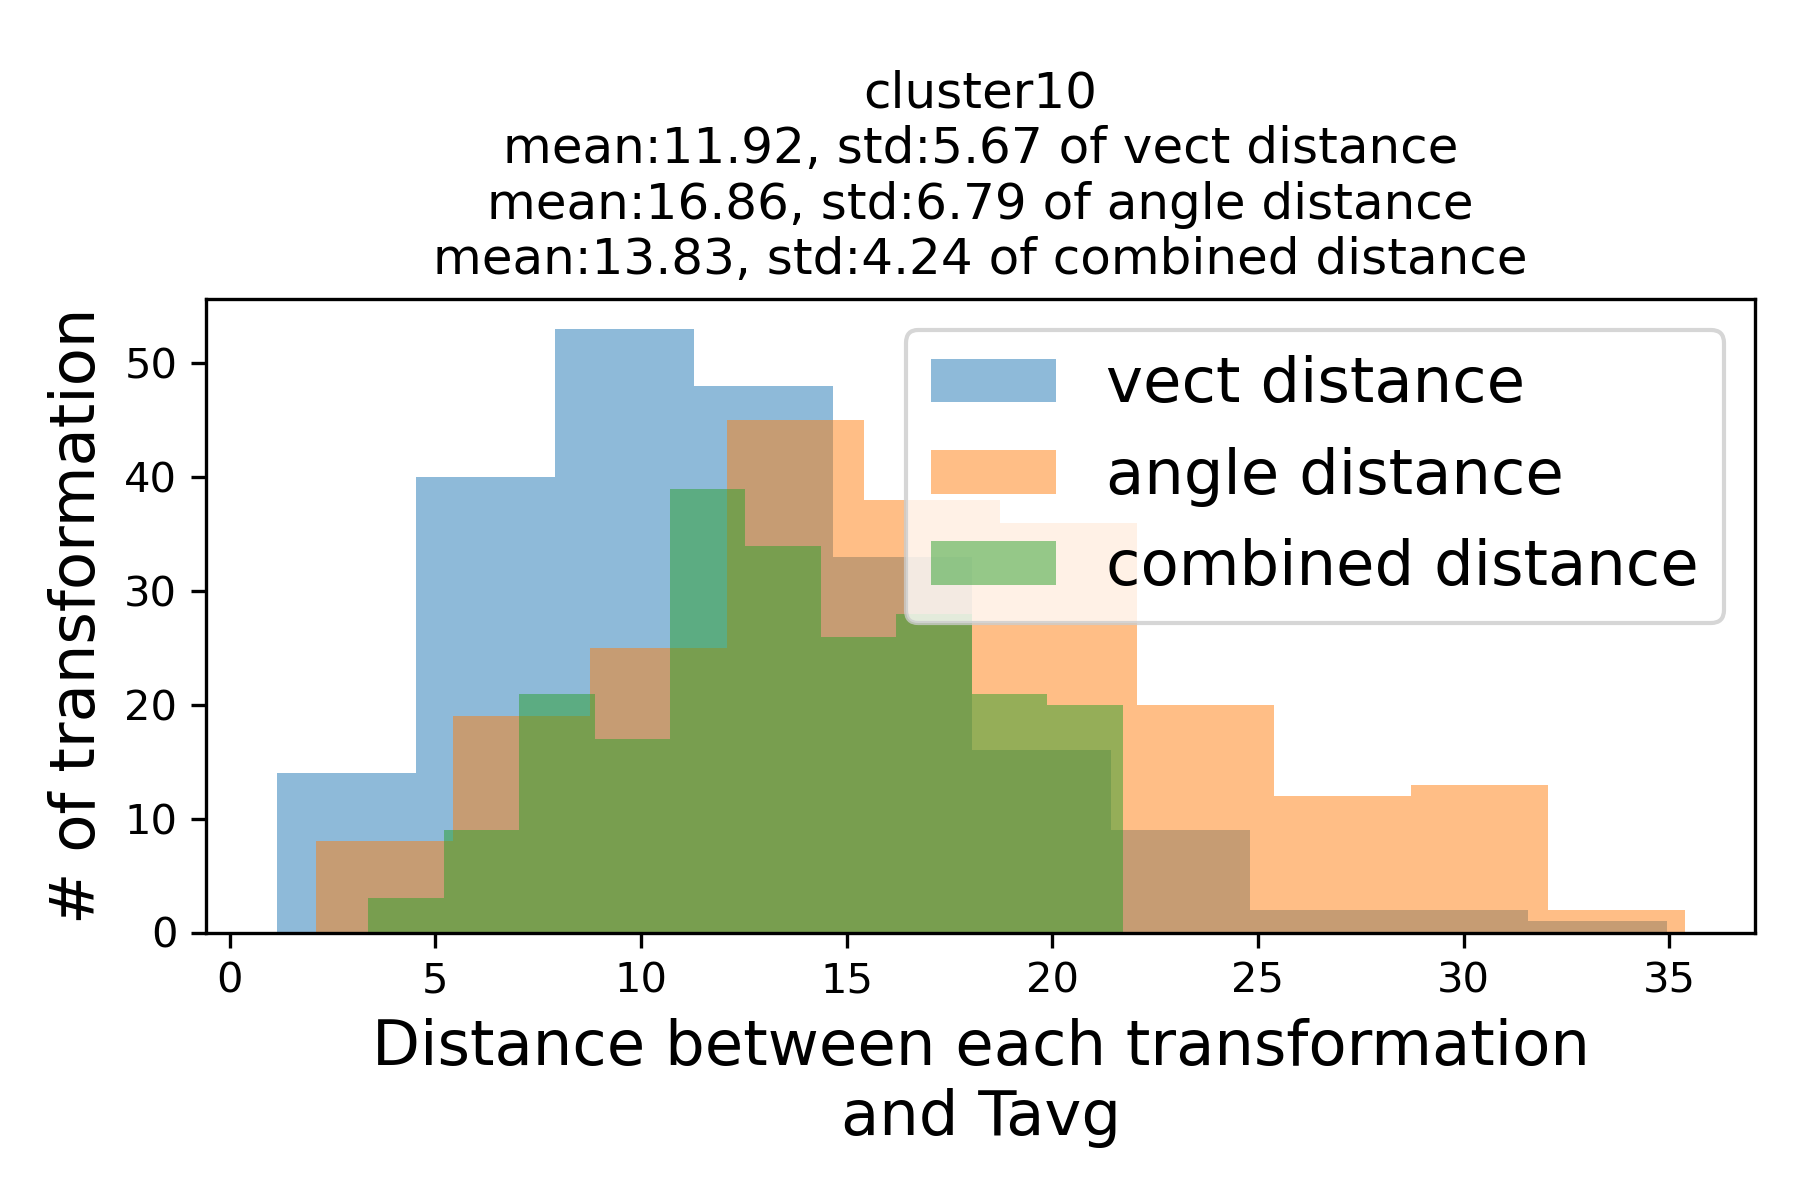 cluster10
mean:11.92, std:5.67 of vect distance
mean:16.86, std:6.79 of angle distance
mean:13.83, std:4.24 of combined distance
# of transformation
50
40
30
20
10
0
vect distance
angle distance
combined distance
0 5 10 15 20 25 30 35
Distance between each transformation
and Tavg